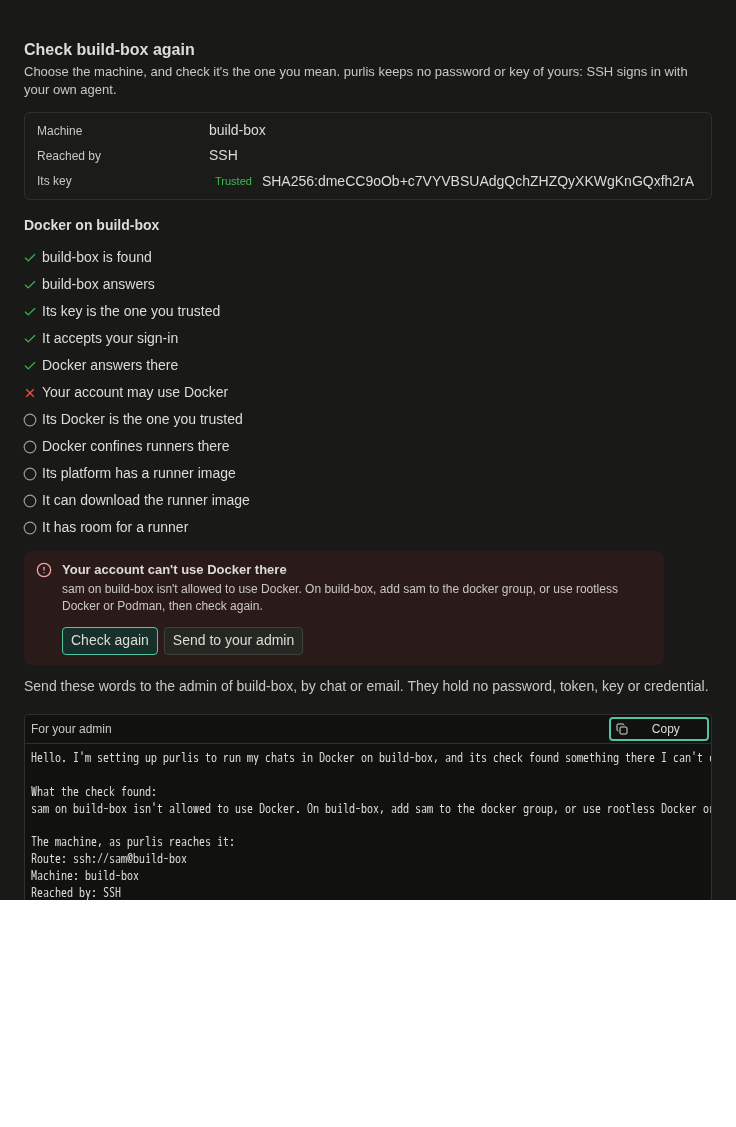 Check build-box again
Choose the machine, and check it's the one you mean. purlis keeps no password or key of yours: SSH signs in with
your own agent.
Machine build-box
Reached by SSH
Its key Trusted SHA256:dmeCC9oOb+c7VYVBSUAdgQchZHZQyXKWgKnGQxfh2rA
Docker on build-box
build-box is found
build-box answers
Its key is the one you trusted
It accepts your sign-in
Docker answers there
Your account may use Docker
Its Docker is the one you trusted
Docker confines runners there
Its platform has a runner image
It can download the runner image
It has room for a runner
Your account can't use Docker there
sam on build-box isn't allowed to use Docker. On build-box, add sam to the docker group, or use rootless
Docker or Podman, then check again.
Check again Send to your admin
Send these words to the admin of build-box, by chat or email. They hold no password, token, key or credential.
For your admin Copy
Hello. I'm setting up purlis to run my chats in Docker on build-box, and its check found something there I can't
What the check found:
sam on build-box isn't allowed to use Docker. On build-box, add sam to the docker group, or use rootless Docker
The machine, as purlis reaches it:
Route: ssh://sam@build-box
Machine: build-box
Reached by: SSH